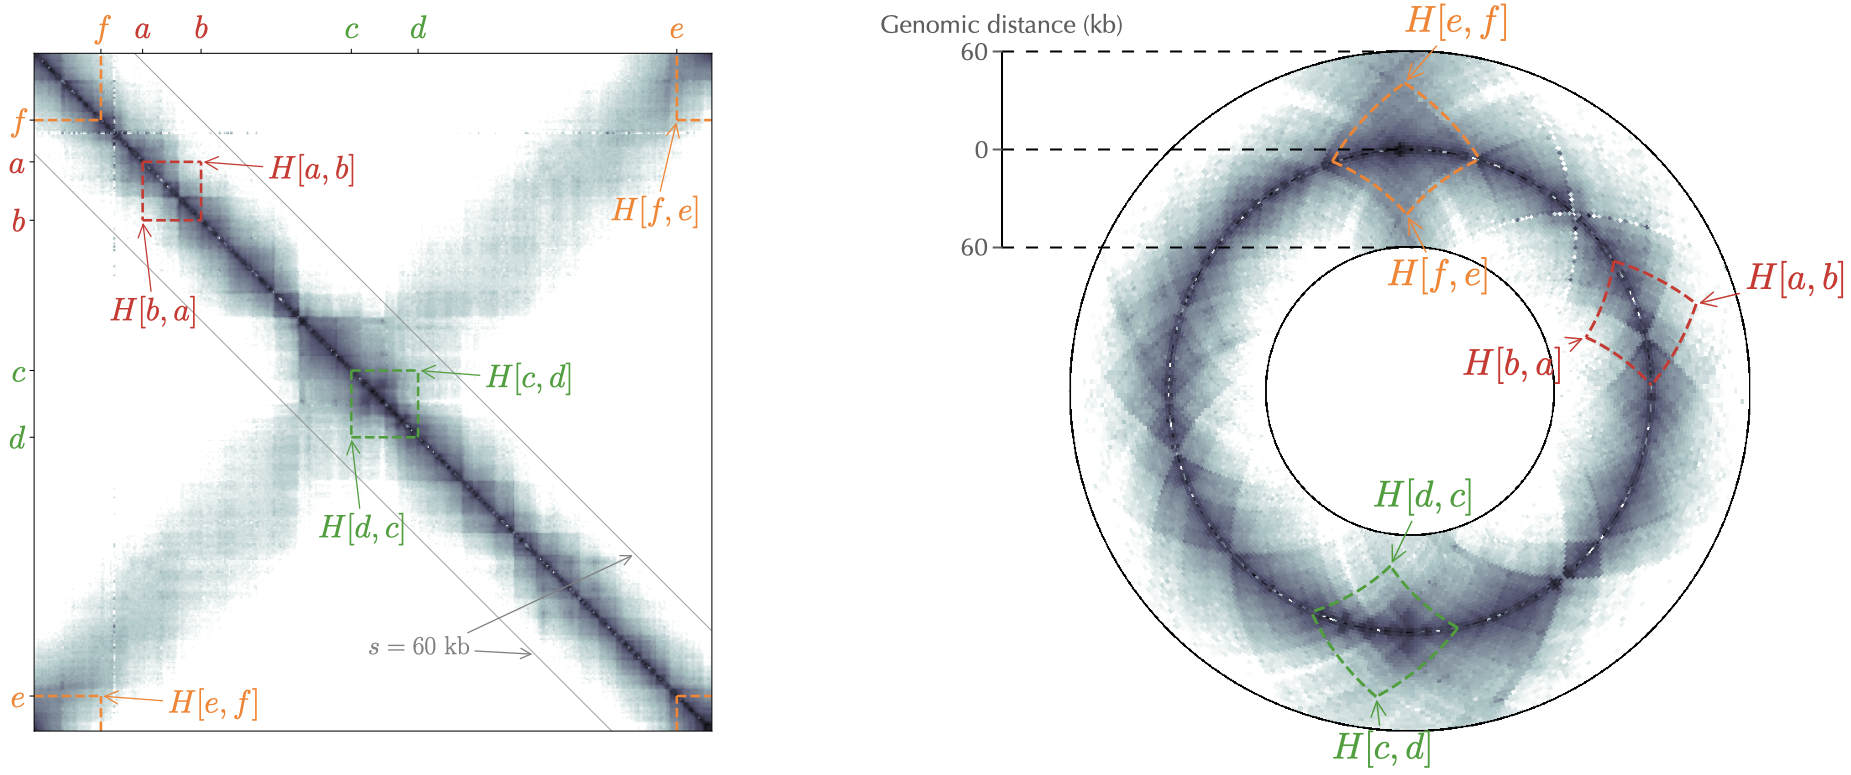 f a b c d e
f
a
b
c
d
e
H[a, b]
H[b, a]
H[f, e]
H[c, d]
H[d, c]
s = 60 kb
H[e, f]
Genomic distance (kb)
60
0
60
H[e, f]
H[f, e]
H[a, b]
H[b, a]
H[d, c]
H[c, d]